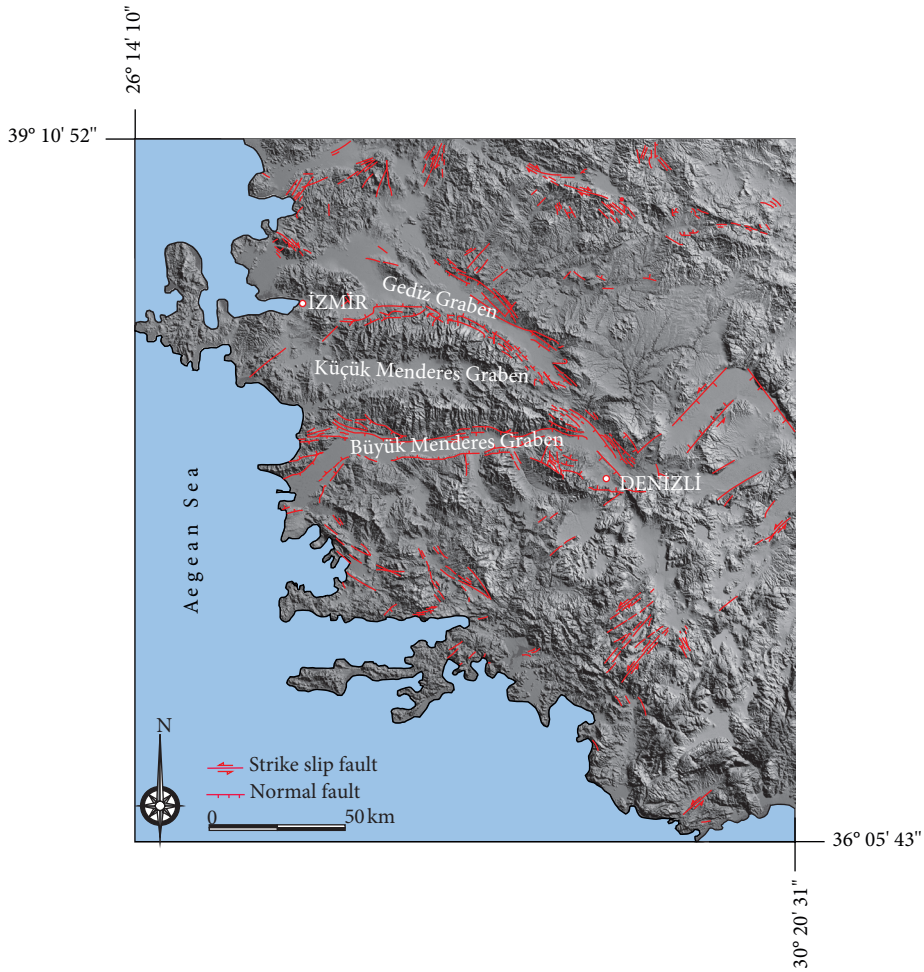 26° 14' 10"
39° 10' 52"
Gediz Graben
İZMİR
Küçük Menderes Graben
Büyük Menderes Graben
DENİZLİ
Aegean Sea
N
Strike slip fault
Normal fault
0 50 km
36° 05' 43"
30° 20' 31"